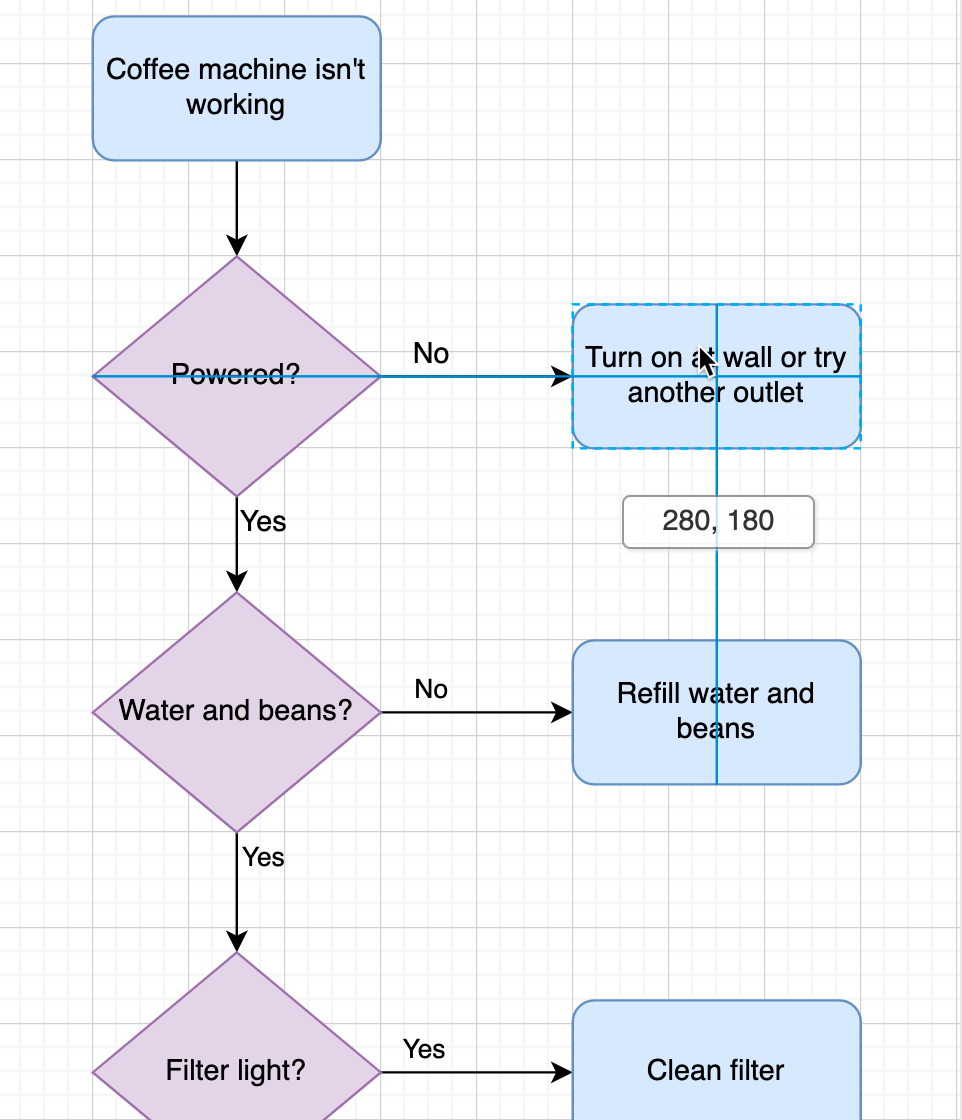 Coffee machine isn't
working
Powered?
No
Turn on at wall or try
another outlet
Yes
280, 180
Water and beans?
No
Refill water and
beans
Yes
Filter light?
Yes
Clean filter